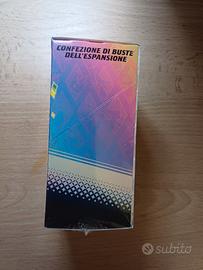 CONFEZIONE DI BUSTE
DELL'ESPANSIONE
subito